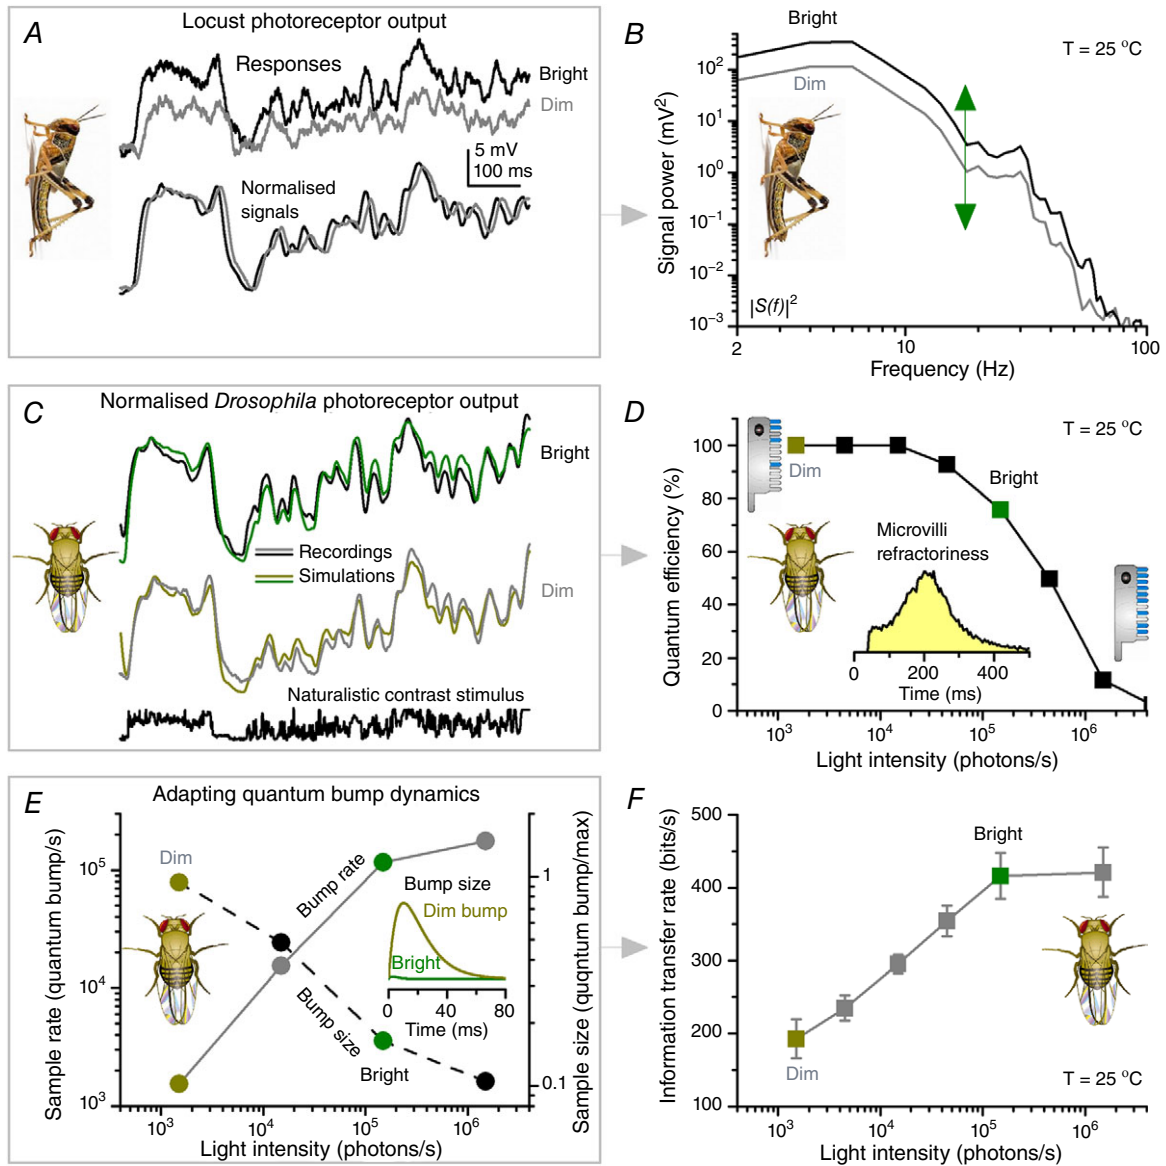 A
Locust photoreceptor output
Responses
Bright
Dim
5 mV
100 ms
Normalised
signals
B
Bright
T = 25 °C
Dim
Signal power (mV²)
10²
10¹
10⁰
10⁻¹
10⁻²
10⁻³
|S(f)|²
2
10
100
Frequency (Hz)
C
Normalised Drosophila photoreceptor output
Bright
Recordings
Simulations
Dim
Naturalistic contrast stimulus
D
T = 25 °C
Quantum efficiency (%)
100
80
60
40
20
0
Dim
Bright
Microvilli
refractoriness
0
200
400
Time (ms)
10³
10⁴
10⁵
10⁶
Light intensity (photons/s)
E
Adapting quantum bump dynamics
Sample rate (quantum bump/s)
10⁵
10⁴
10³
Dim
Bump rate
Bump size
Bright
Bump size
Dim bump
Bright
0
40
80
Time (ms)
1
0.1
Sample size (quqntum bump/max)
10³
10⁴
10⁵
10⁶
Light intensity (photons/s)
F
Information transfer rate (bits/s)
500
400
300
200
100
Bright
Dim
T = 25 °C
10³
10⁴
10⁵
10⁶
Light intensity (photons/s)